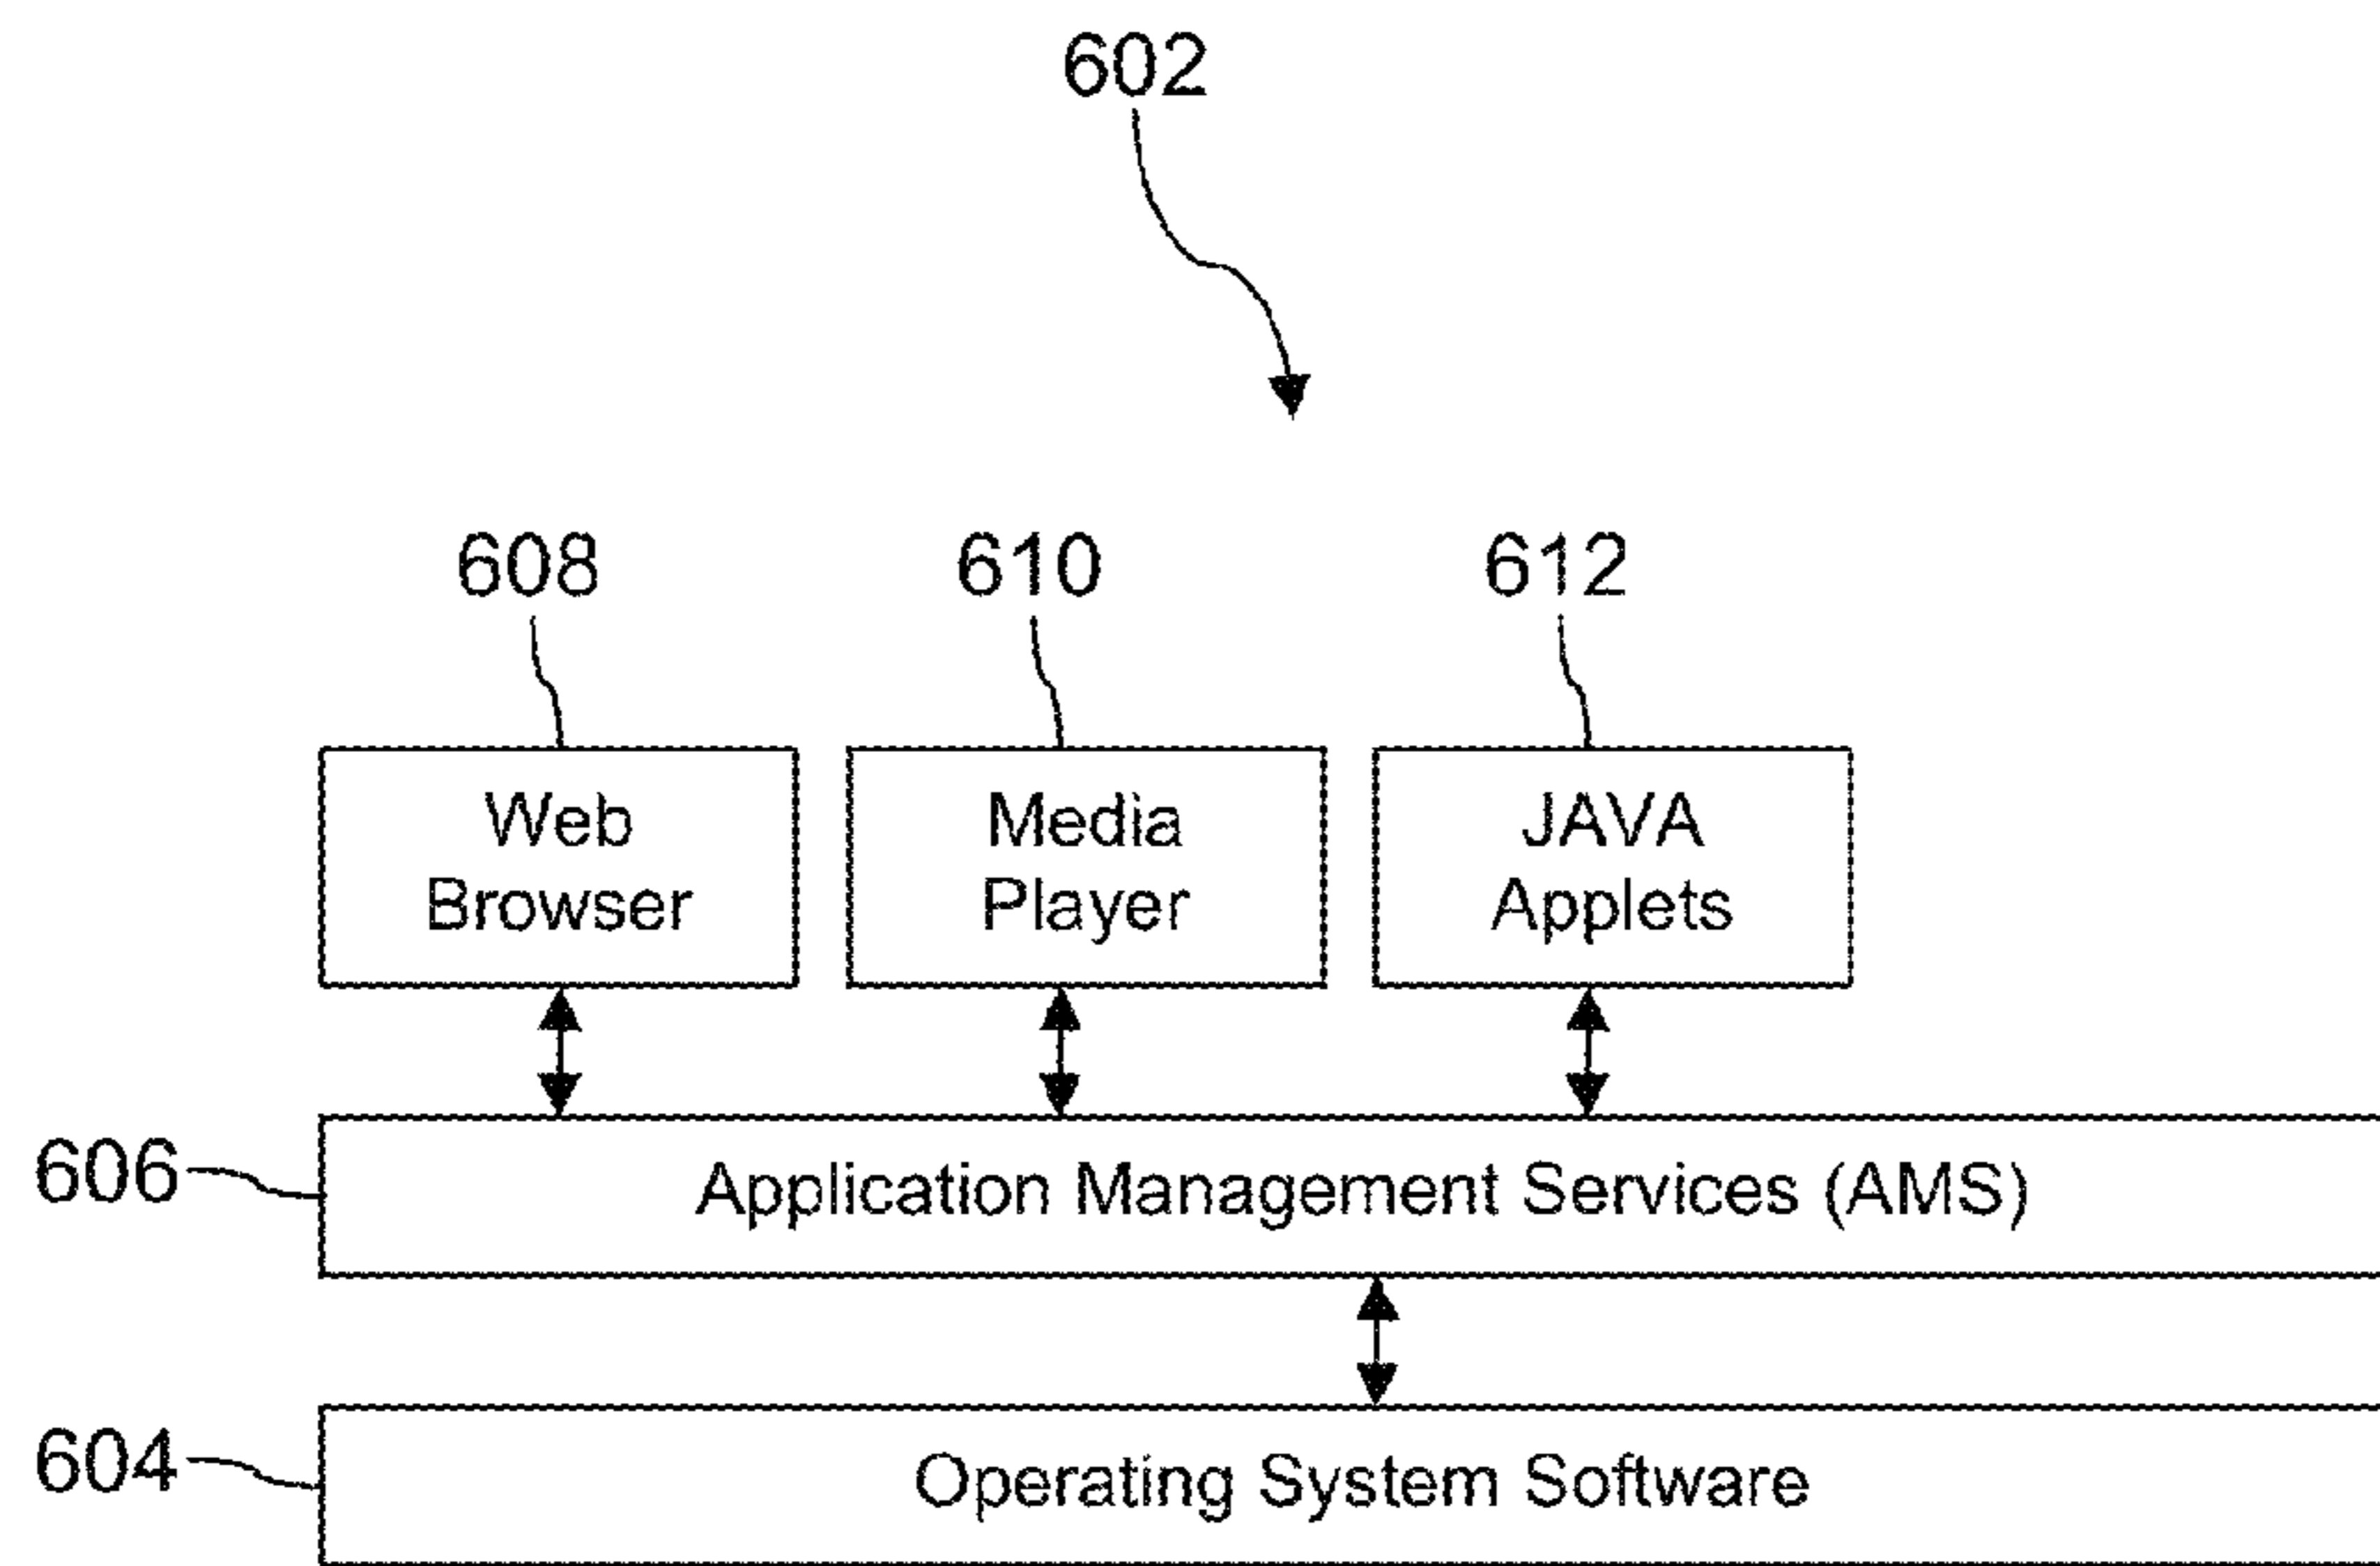 602
608
610
612
Web
Browser
Media
Player
JAVA
Applets
606
Application Management Services (AMS)
604
Operating System Software